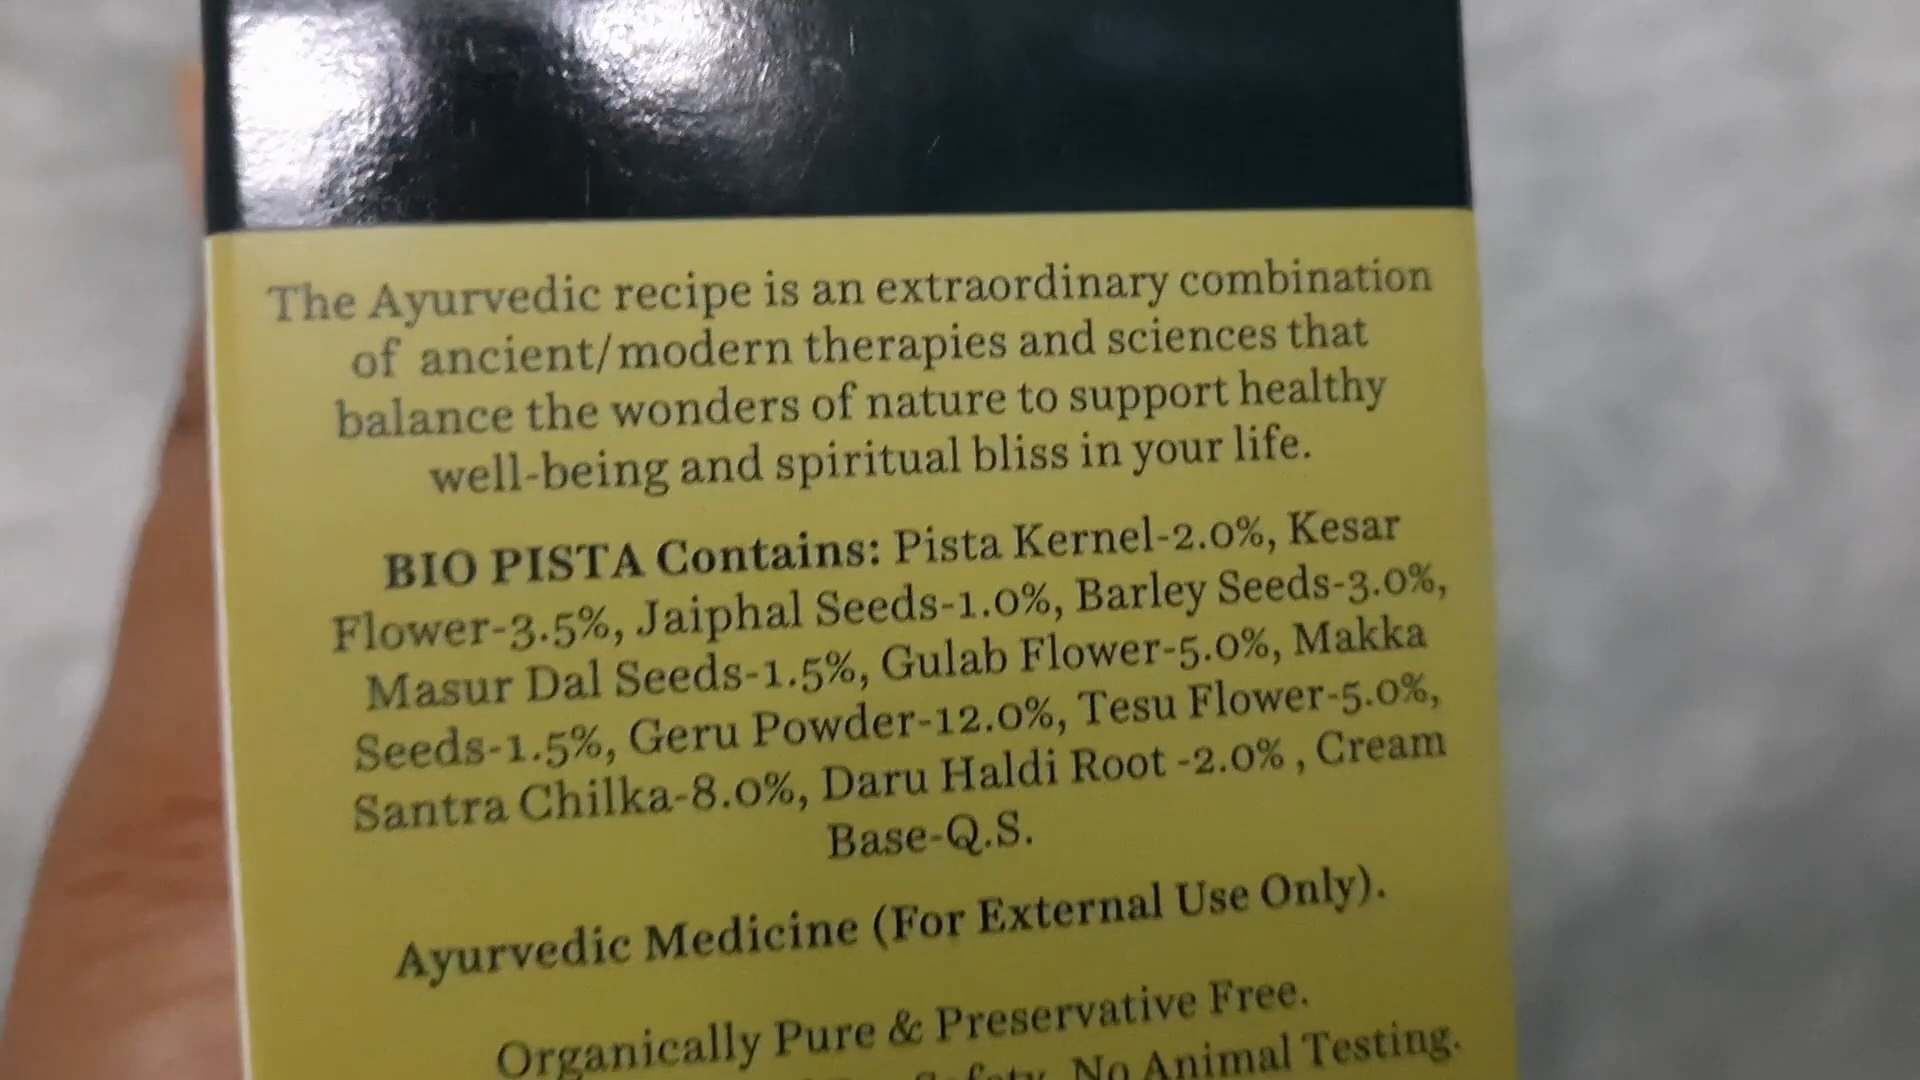 The Ayurvedic recipe is an extraordinary combination
of ancient/modern therapies and sciences that
balance the wonders of nature to support healthy
well-being and spiritual bliss in your life.
BIO PISTA Contains: Pista Kernel-2.0%, Kesar
Flower-3.5%, Jaiphal Seeds-1.0%, Barley Seeds-3.0%,
Masur Dal Seeds-1.5%, Gulab Flower-5.0%, Makka
Seeds-1.5%, Geru Powder-12.0%, Tesu Flower-5.0%,
Santra Chilka-8.0%, Daru Haldi Root -2.0% , Cream
Base-Q.S.
Ayurvedic Medicine (For External Use Only).
Organically Pure & Preservative Free.
Safety. No Animal Testing.